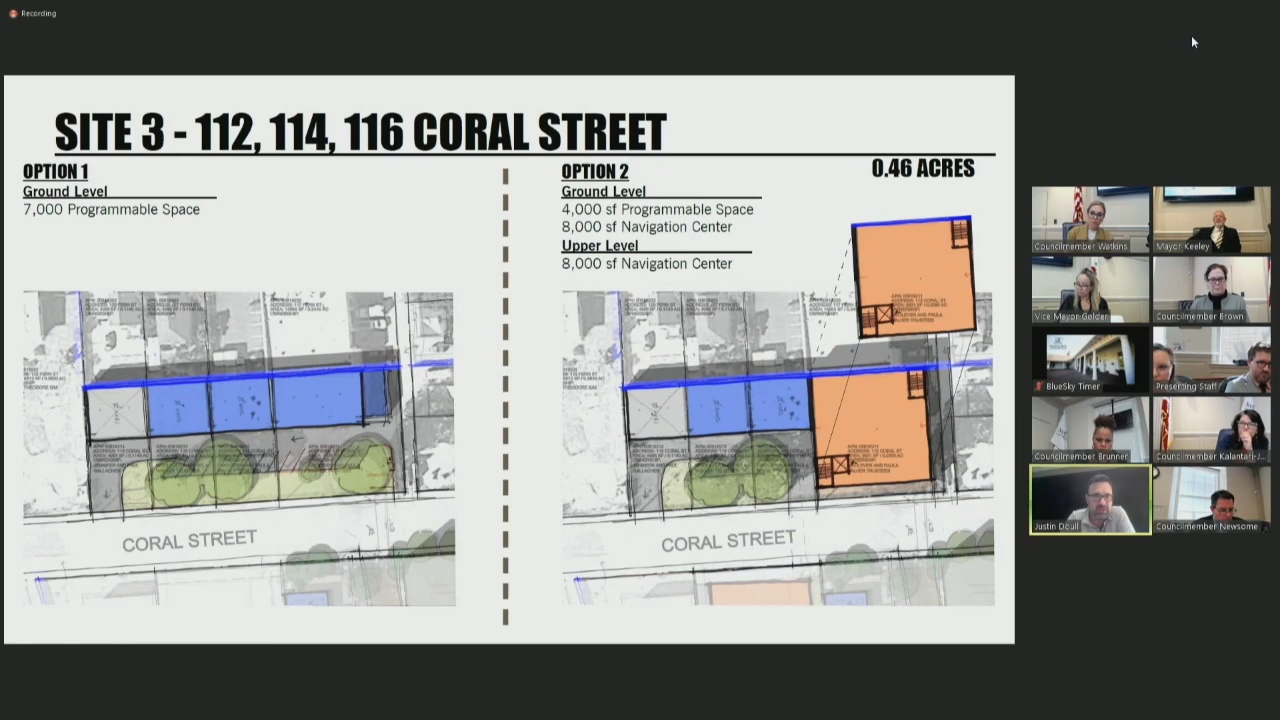 Recording
SITE 3 - 112, 114, 116 CORAL STREET
OPTION 1
Ground Level
7,000 Programmable Space
OPTION 2
Ground Level
4,000 sf Programmable Space
8,000 sf Navigation Center
Upper Level
8,000 sf Navigation Center
0.46 ACRES
CORAL STREET
CORAL STREET
Councilmember Watkins
Mayor Keeley
Vice Mayor Golder
Councilmember Brown
BlueSky Timer
Presenting Staff
Councilmember Brunner
Councilmember Kalantari-J...
Justin Doull
Councilmember Newsome